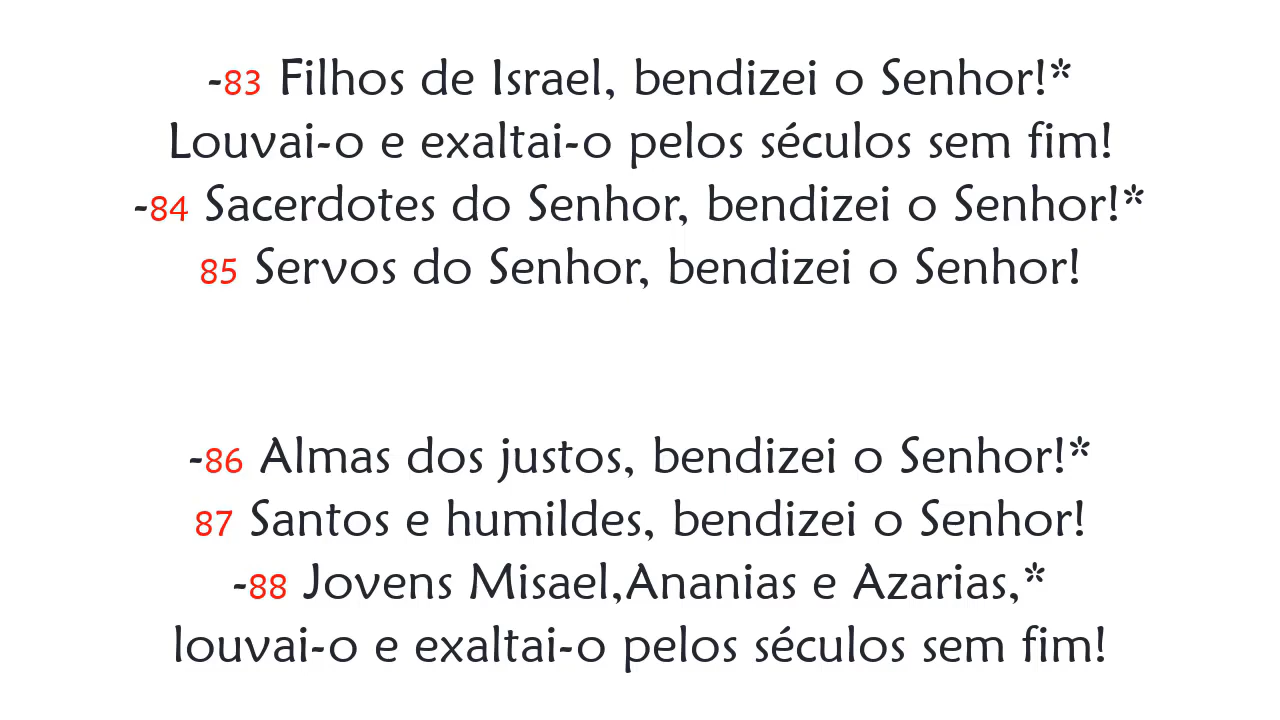 -83 Filhos de Israel, bendizei o Senhor!*
Louvai-o e exaltai-o pelos séculos sem fim!
-84 Sacerdotes do Senhor, bendizei o Senhor!*
85 Servos do Senhor, bendizei o Senhor!
-86 Almas dos justos, bendizei o Senhor!*
87 Santos e humildes, bendizei o Senhor!
-88 Jovens Misael,Ananias e Azarias,*
louvai-o e exaltai-o pelos séculos sem fim!